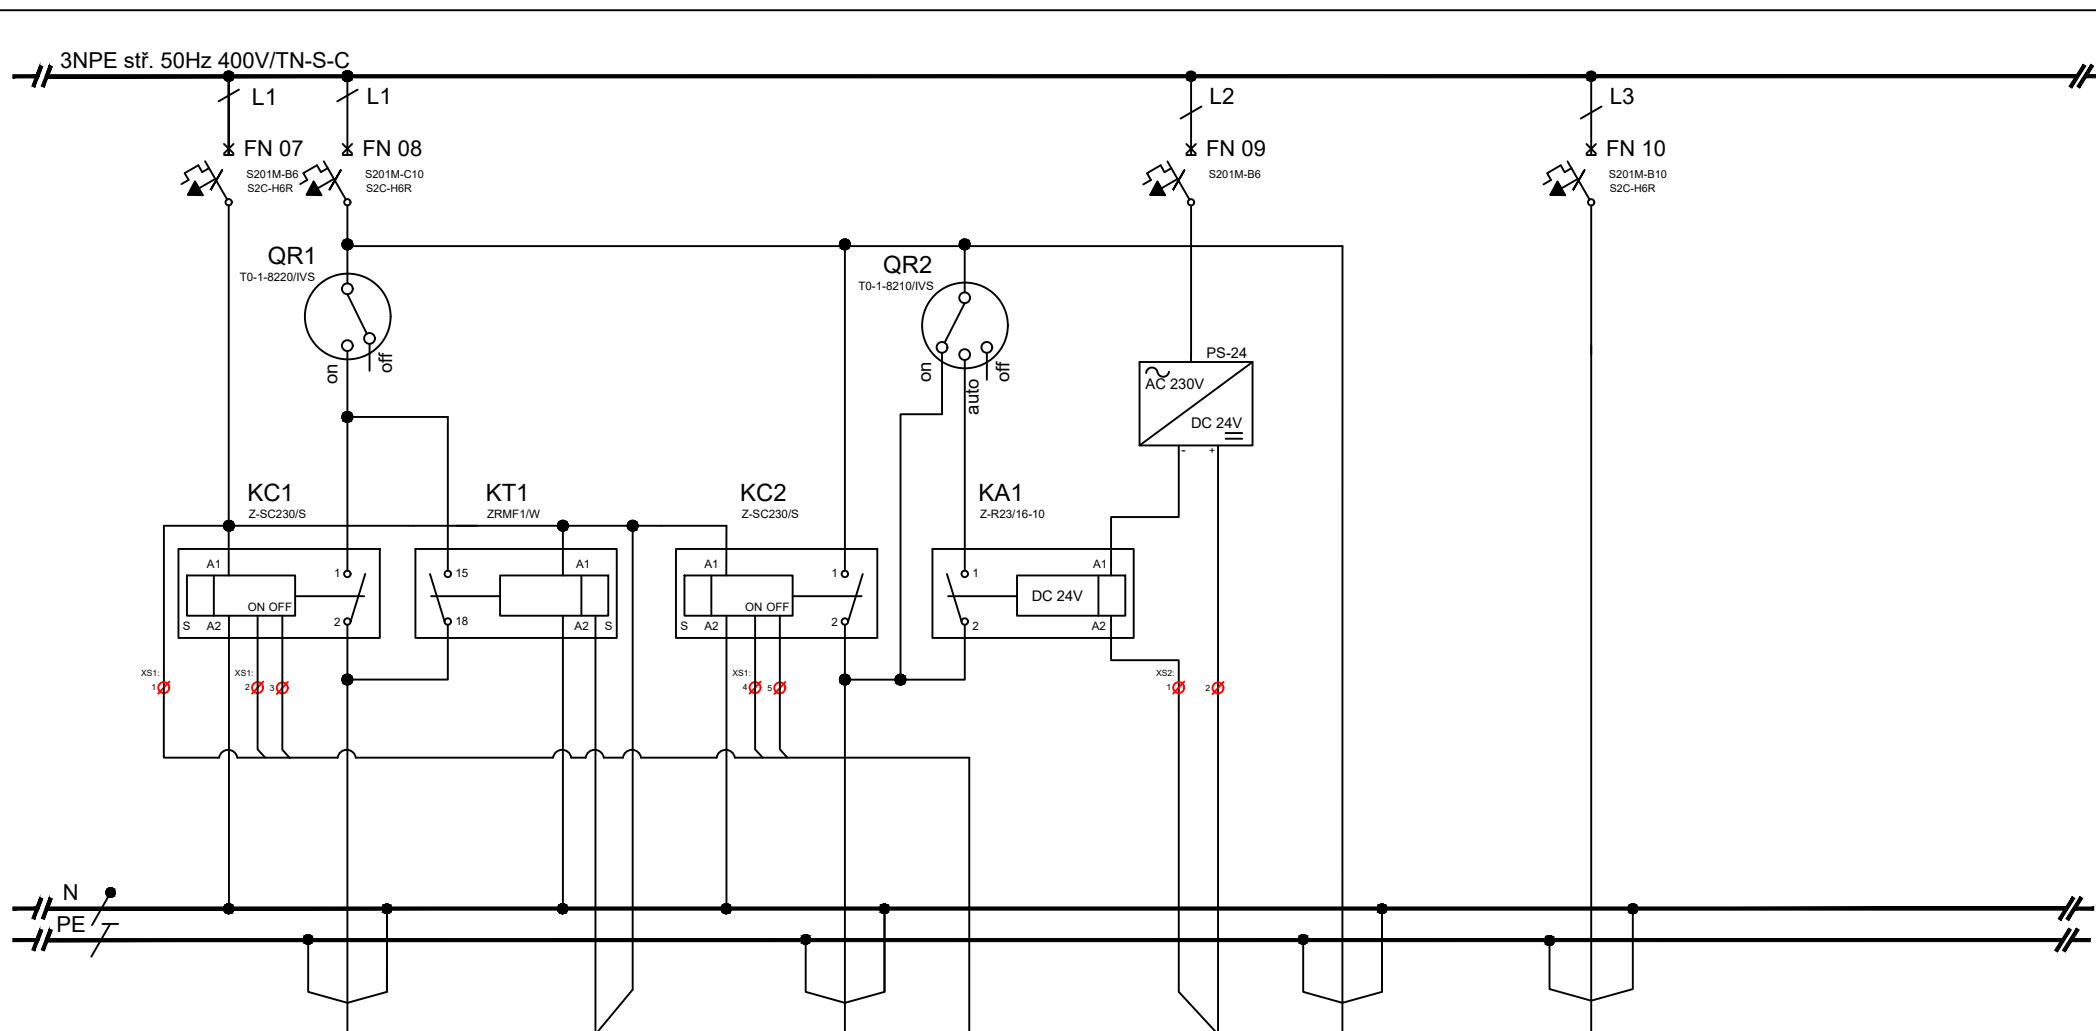 3NPE stř. 50Hz 400V/TN-S-C
L1
L1
L2
L3
FN 07
S201M-B6
S2C-H6R
FN 08
S201M-C10
S2C-H6R
FN 09
S201M-B6
FN 10
S201M-B10
S2C-H6R
QR1
T0-1-8220/IVS
on
off
QR2
T0-1-8210/IVS
on
auto
off
PS-24
AC 230V
DC 24V
-
+
KC1
Z-SC230/S
A1
ON OFF
S
A2
1
2
KT1
ZRMF1/W
15
18
A1
A2
S
KC2
Z-SC230/S
A1
ON OFF
S
A2
1
2
KA1
Z-R23/16-10
1
2
DC 24V
A1
A2
XS1:
1
XS1:
2
3
XS1:
4
5
XS2:
1
2
N
PE